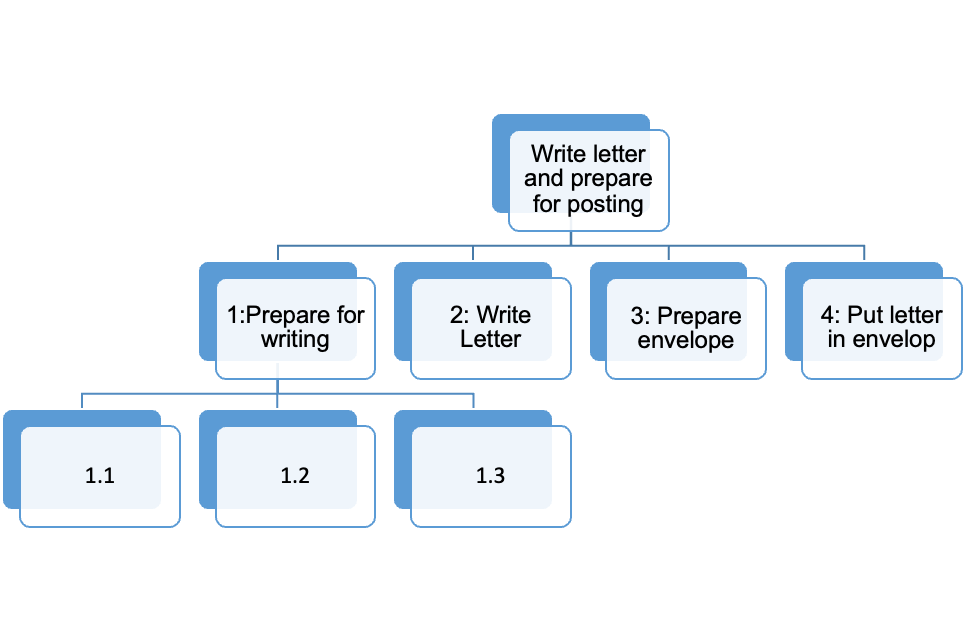 Write letter
and prepare
for posting
1:Prepare for
writing
2: Write
Letter
3: Prepare
envelope
4: Put letter
in envelop
1.1
1.2
1.3